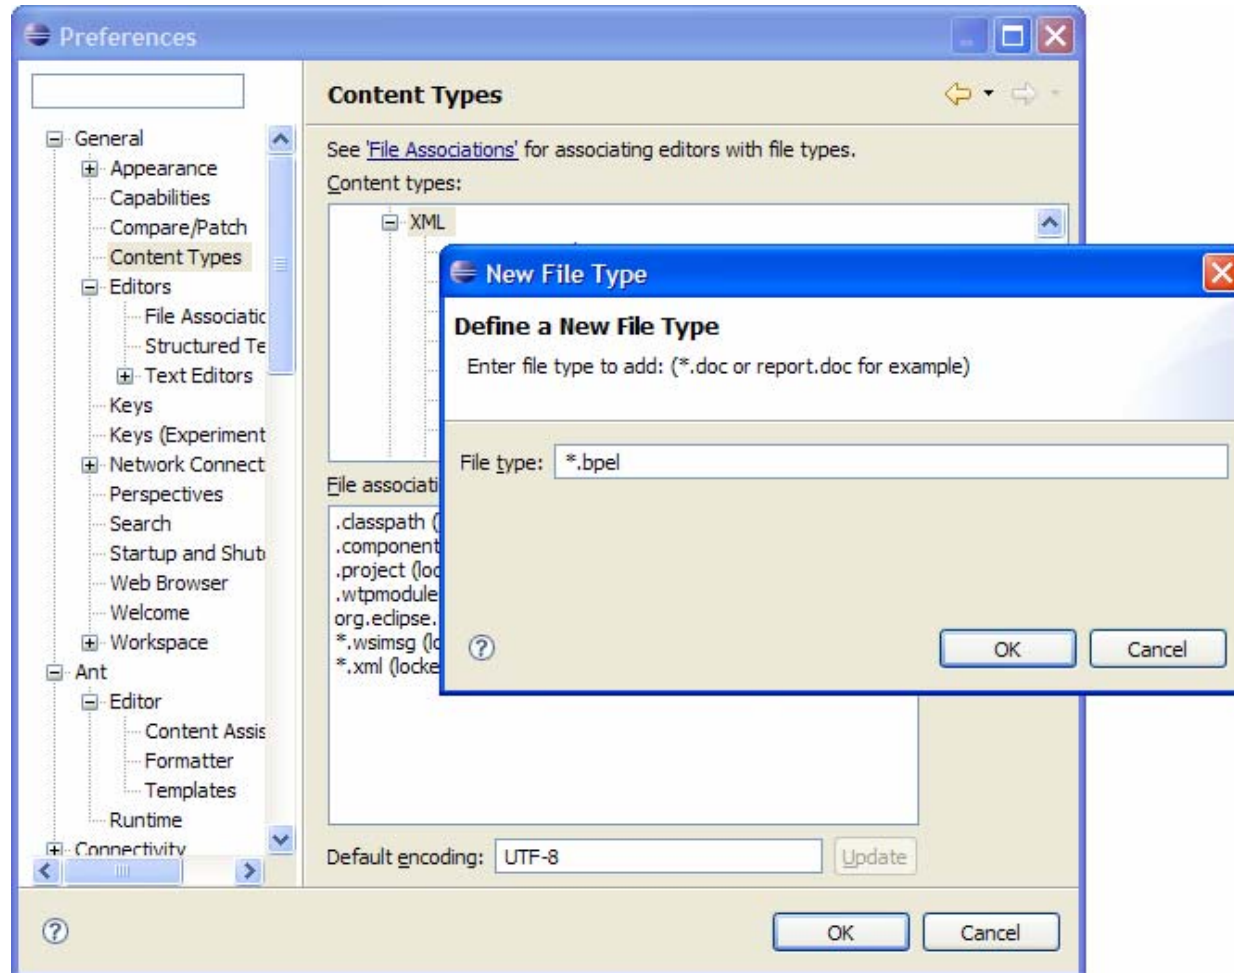 Preferences
Content Types
General
Appearance
Capabilities
Compare/Patch
Content Types
Editors
File Associatic
Structured Te
Text Editors
Keys
Keys (Experiment
Network Connect
Perspectives
Search
Startup and Shut
Web Browser
Welcome
Workspace
Ant
Editor
Content Assis
Formatter
Templates
Runtime
Connectivity
See 'File Associations' for associating editors with file types.
Content types:
XML
File associati
.classpath (
.component
.project (loc
.wtpmodule
org.eclipse.
*.wsimsg (lo
*.xml (locke
Default encoding: UTF-8 Update
OK Cancel
New File Type
Define a New File Type
Enter file type to add: (*.doc or report.doc for example)
File type: *.bpel
OK Cancel